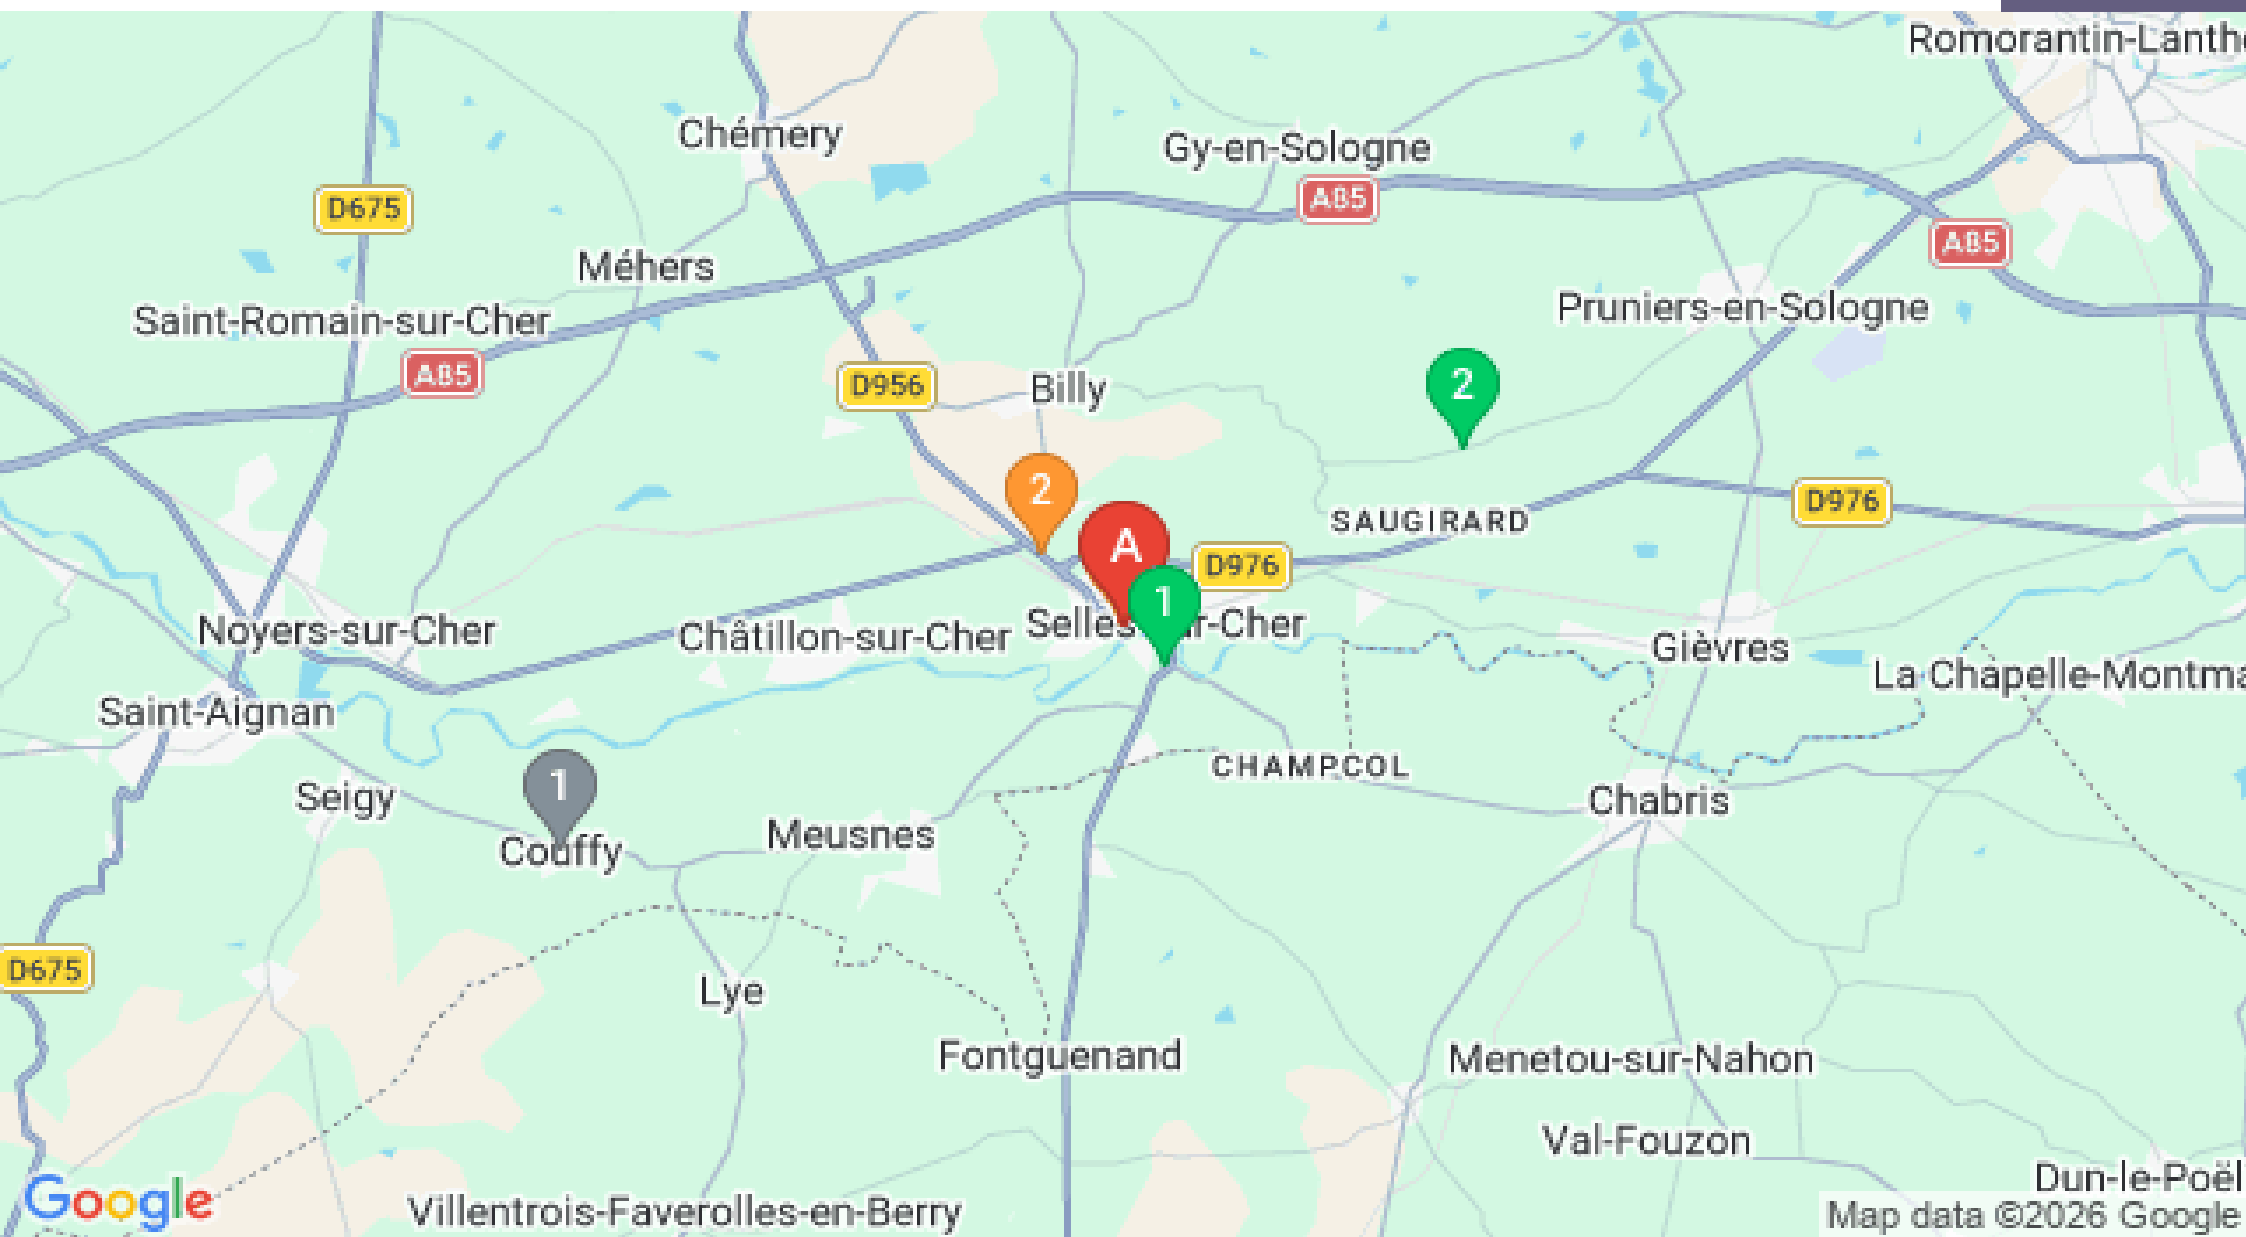 Romorantin-Lanthe
Chémery
Gy-en-Sologne
A85
D675
A85
Méhers
Pruniers-en-Sologne
Saint-Romain-sur-Cher
A85
D956
Billy
2
2
D976
SAUGIRARD
A
D976
1
Selles-sur-Cher
Noyers-sur-Cher
Châtillon-sur-Cher
Gièvres
La Chapelle-Montma
Saint-Aignan
CHAMPCOL
1
Seigy
Chabris
Meusnes
Couffy
D675
Lye
Fontguenand
Menetou-sur-Nahon
Val-Fouzon
Dun-le-Poël
Google
Villentrois-Faverolles-en-Berry
Map data ©2026 Google